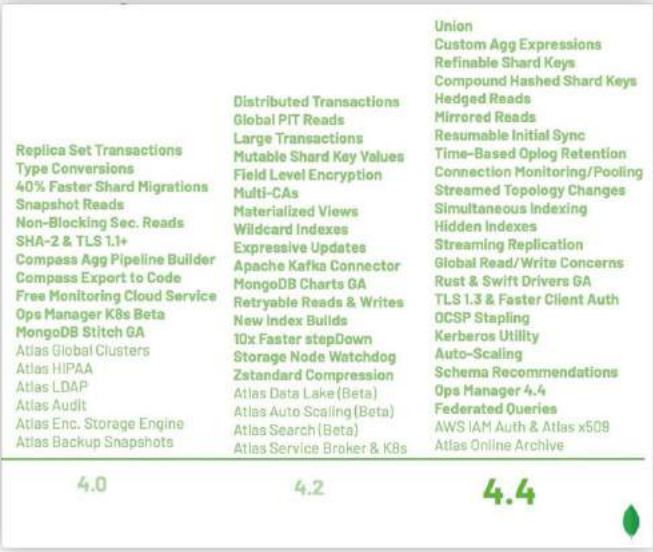 Replica Set Transactions
Type Conversions
40% Faster Shard Migrations
Snapshot Reads
Non-Blocking Sec. Reads
SHA-2 & TLS 1.1+
Compass Agg Pipeline Builder
Compass Export to Code
Free Monitoring Cloud Service
Ops Manager K8s Beta
MongoDB Stitch GA
Atlas Global Clusters
Atlas HIPAA
Atlas LDAP
Atlas Audit
Atlas Enc. Storage Engine
Atlas Backup Snapshots
4.0
Distributed Transactions
Global PIT Reads
Large Transactions
Mutable Shard Key Values
Field Level Encryption
Multi-CAs
Materialized Views
Wildcard Indexes
Expressive Updates
Apache Kafka Connector
MongoDB Charts GA
Retryable Reads & Writes
New Index Builds
10x Faster stepDown
Storage Node Watchdog
Zstandard Compression
Atlas Data Lake (Beta)
Atlas Auto Scaling (Beta)
Atlas Search (Beta)
Atlas Service Broker & K8s
4.2
Union
Custom Agg Expressions
Refinable Shard Keys
Compound Hashed Shard Keys
Hedged Reads
Mirrored Reads
Resumable Initial Sync
Time-Based Oplog Retention
Connection Monitoring/Pooling
Streamed Topology Changes
Simultaneous Indexing
Hidden Indexes
Streaming Replication
Global Read/Write Concerns
Rust & Swift Drivers GA
TLS 1.3 & Faster Client Auth
OCSP Stapling
Kerberos Utility
Auto-Scaling
Schema Recommendations
Ops Manager 4.4
Federated Queries
AWS IAM Auth & Atlas x509
Atlas Online Archive
4.4